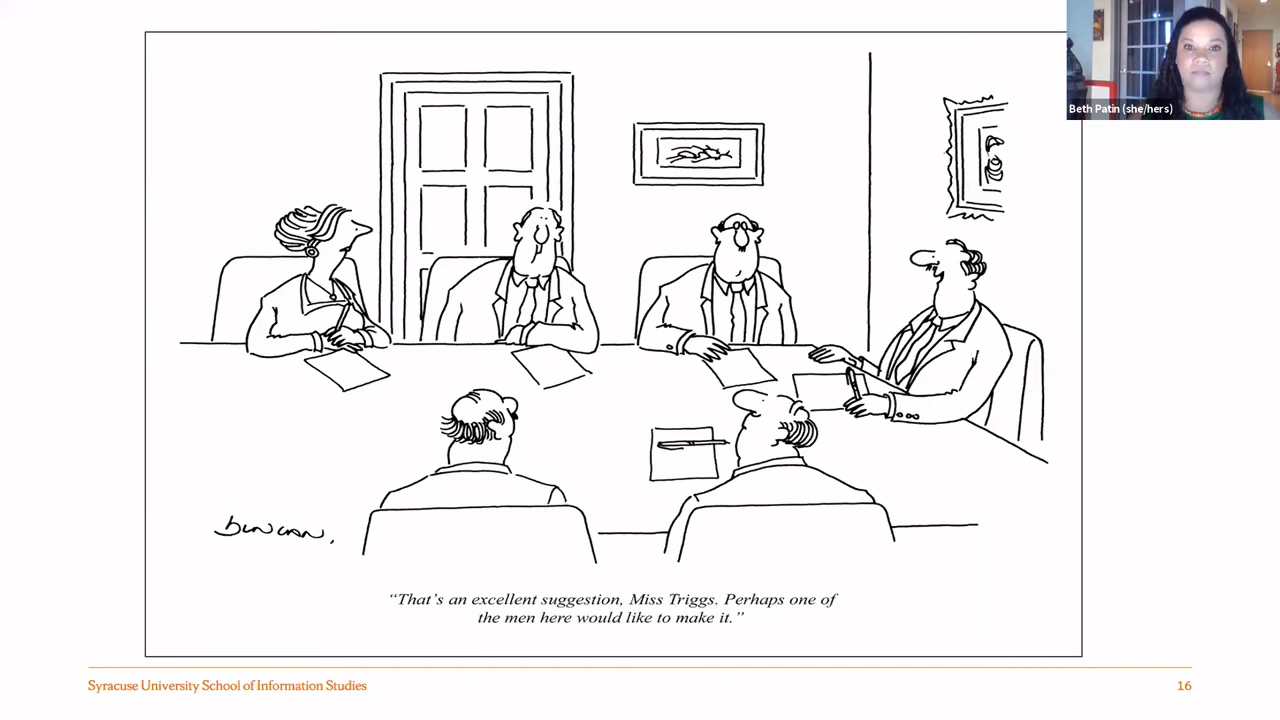 Beth Patin (she/hers)
DUNCAN.
“That’s an excellent suggestion, Miss Triggs. Perhaps one of
the men here would like to make it.”
Syracuse University School of Information Studies
16